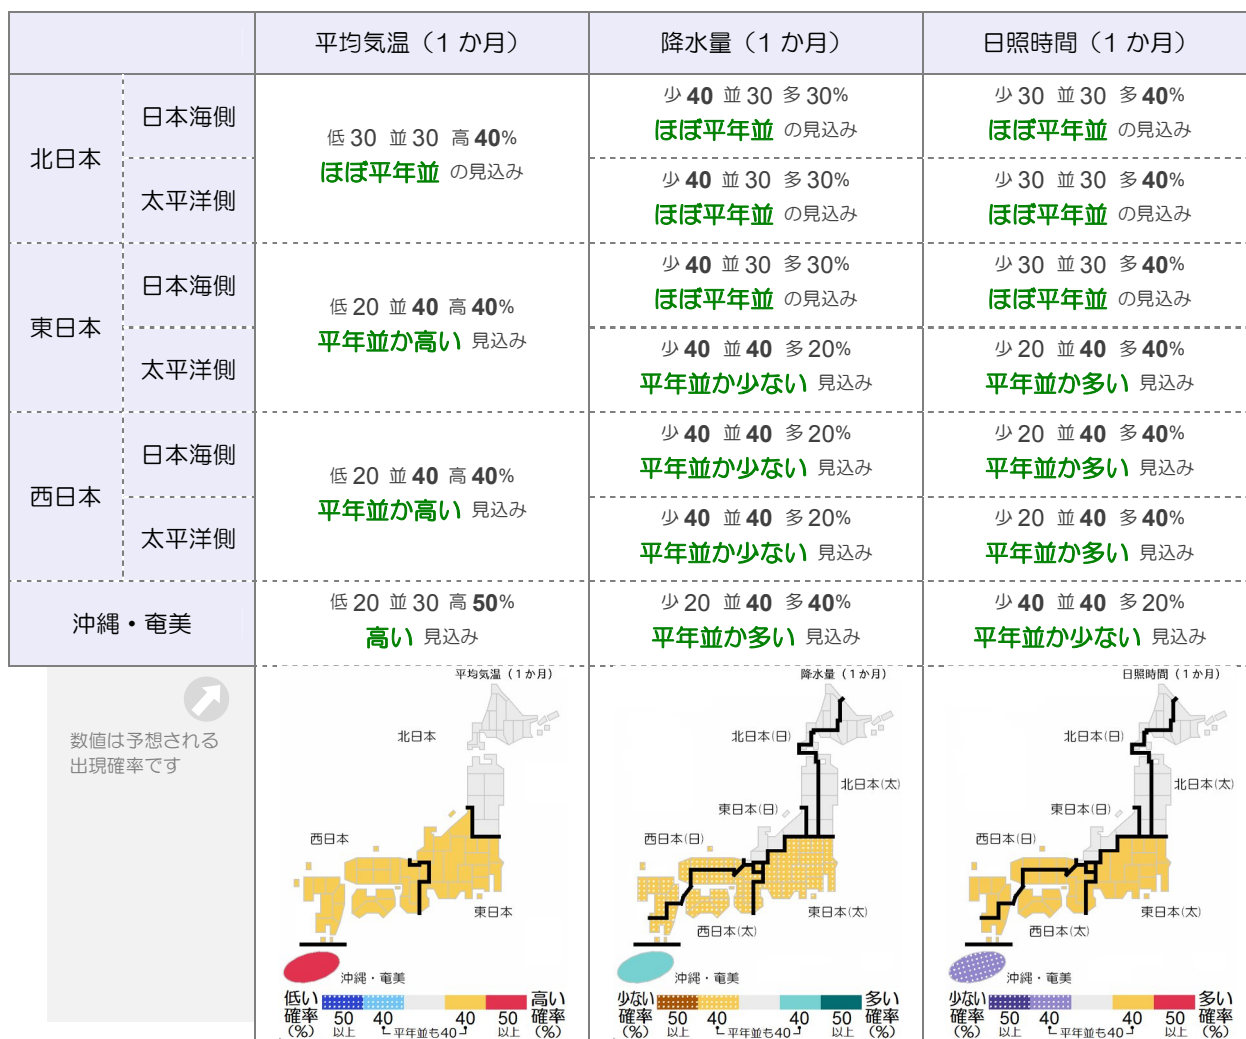 平均気温（1 か月）
降水量（1 か月）
日照時間（1 か月）
北日本
日本海側
低 30 並 30 高 40%
ほぼ平年並 の見込み
少 40 並 30 多 30%
ほぼ平年並 の見込み
少 30 並 30 多 40%
ほぼ平年並 の見込み
太平洋側
少 40 並 30 多 30%
ほぼ平年並 の見込み
少 30 並 30 多 40%
ほぼ平年並 の見込み
東日本
日本海側
低 20 並 40 高 40%
平年並か高い 見込み
少 40 並 30 多 30%
ほぼ平年並 の見込み
少 30 並 30 多 40%
ほぼ平年並 の見込み
太平洋側
少 40 並 40 多 20%
平年並か少ない 見込み
少 20 並 40 多 40%
平年並か多い 見込み
西日本
日本海側
低 20 並 40 高 40%
平年並か高い 見込み
少 40 並 40 多 20%
平年並か少ない 見込み
少 20 並 40 多 40%
平年並か多い 見込み
太平洋側
少 40 並 40 多 20%
平年並か少ない 見込み
少 20 並 40 多 40%
平年並か多い 見込み
沖縄・奄美
低 20 並 30 高 50%
高い 見込み
少 20 並 40 多 40%
平年並か多い 見込み
少 40 並 40 多 20%
平年並か少ない 見込み
数値は予想される
出現確率です
平均気温（1か月）
北日本
西日本
東日本
沖縄・奄美
低い
確率
(%)
50
以上
40
平年並も40
40
50
以上
高い
確率
(%)
降水量（1か月）
北日本(日)
北日本(太)
東日本(日)
西日本(日)
東日本(太)
西日本(太)
沖縄・奄美
少ない
確率
(%)
50
以上
40
平年並も40
40
50
以上
多い
確率
(%)
日照時間（1か月）
北日本(日)
北日本(太)
東日本(日)
西日本(日)
東日本(太)
西日本(太)
沖縄・奄美
少ない
確率
(%)
50
以上
40
平年並も40
40
50
以上
多い
確率
(%)